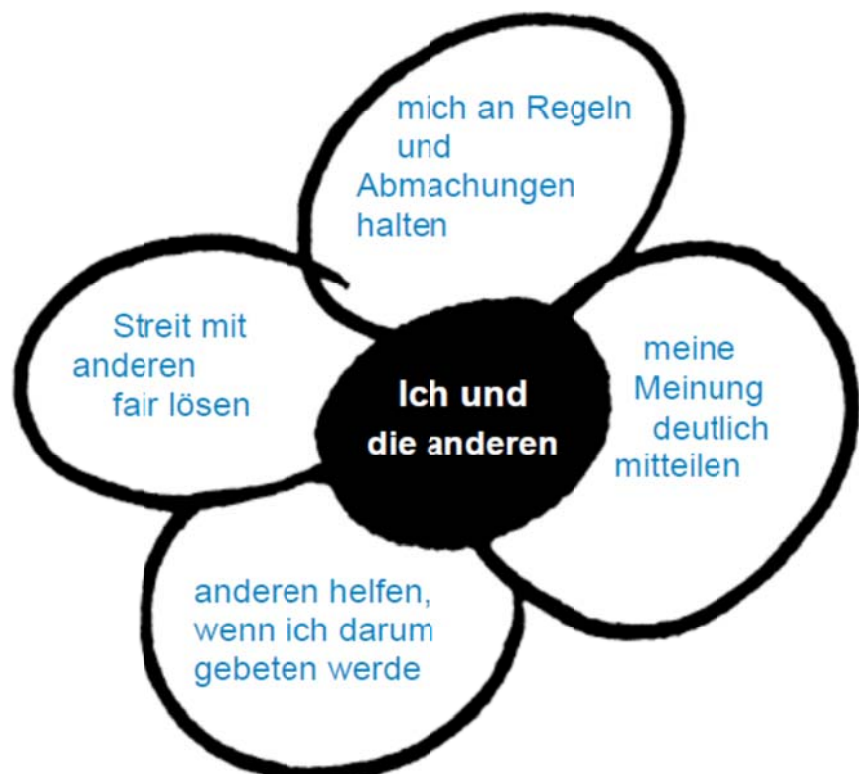 mich an Regeln
und
Abmachungen
halten
Streit mit
anderen
fair lösen
Ich und
die anderen
meine
Meinung
deutlich
mitteilen
anderen helfen,
wenn ich darum
gebeten werde